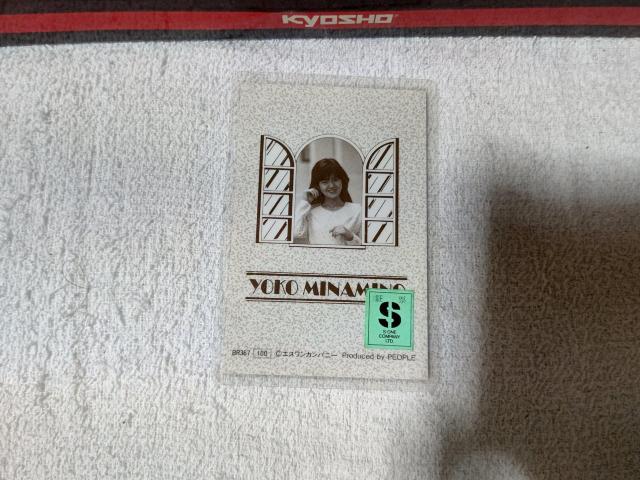 KYOSHO
YOKO MINAMINO
S
S ONE
COMPANY
LTD.
BR367 100 ©エスワンカンパニー Produced by PEOPLE